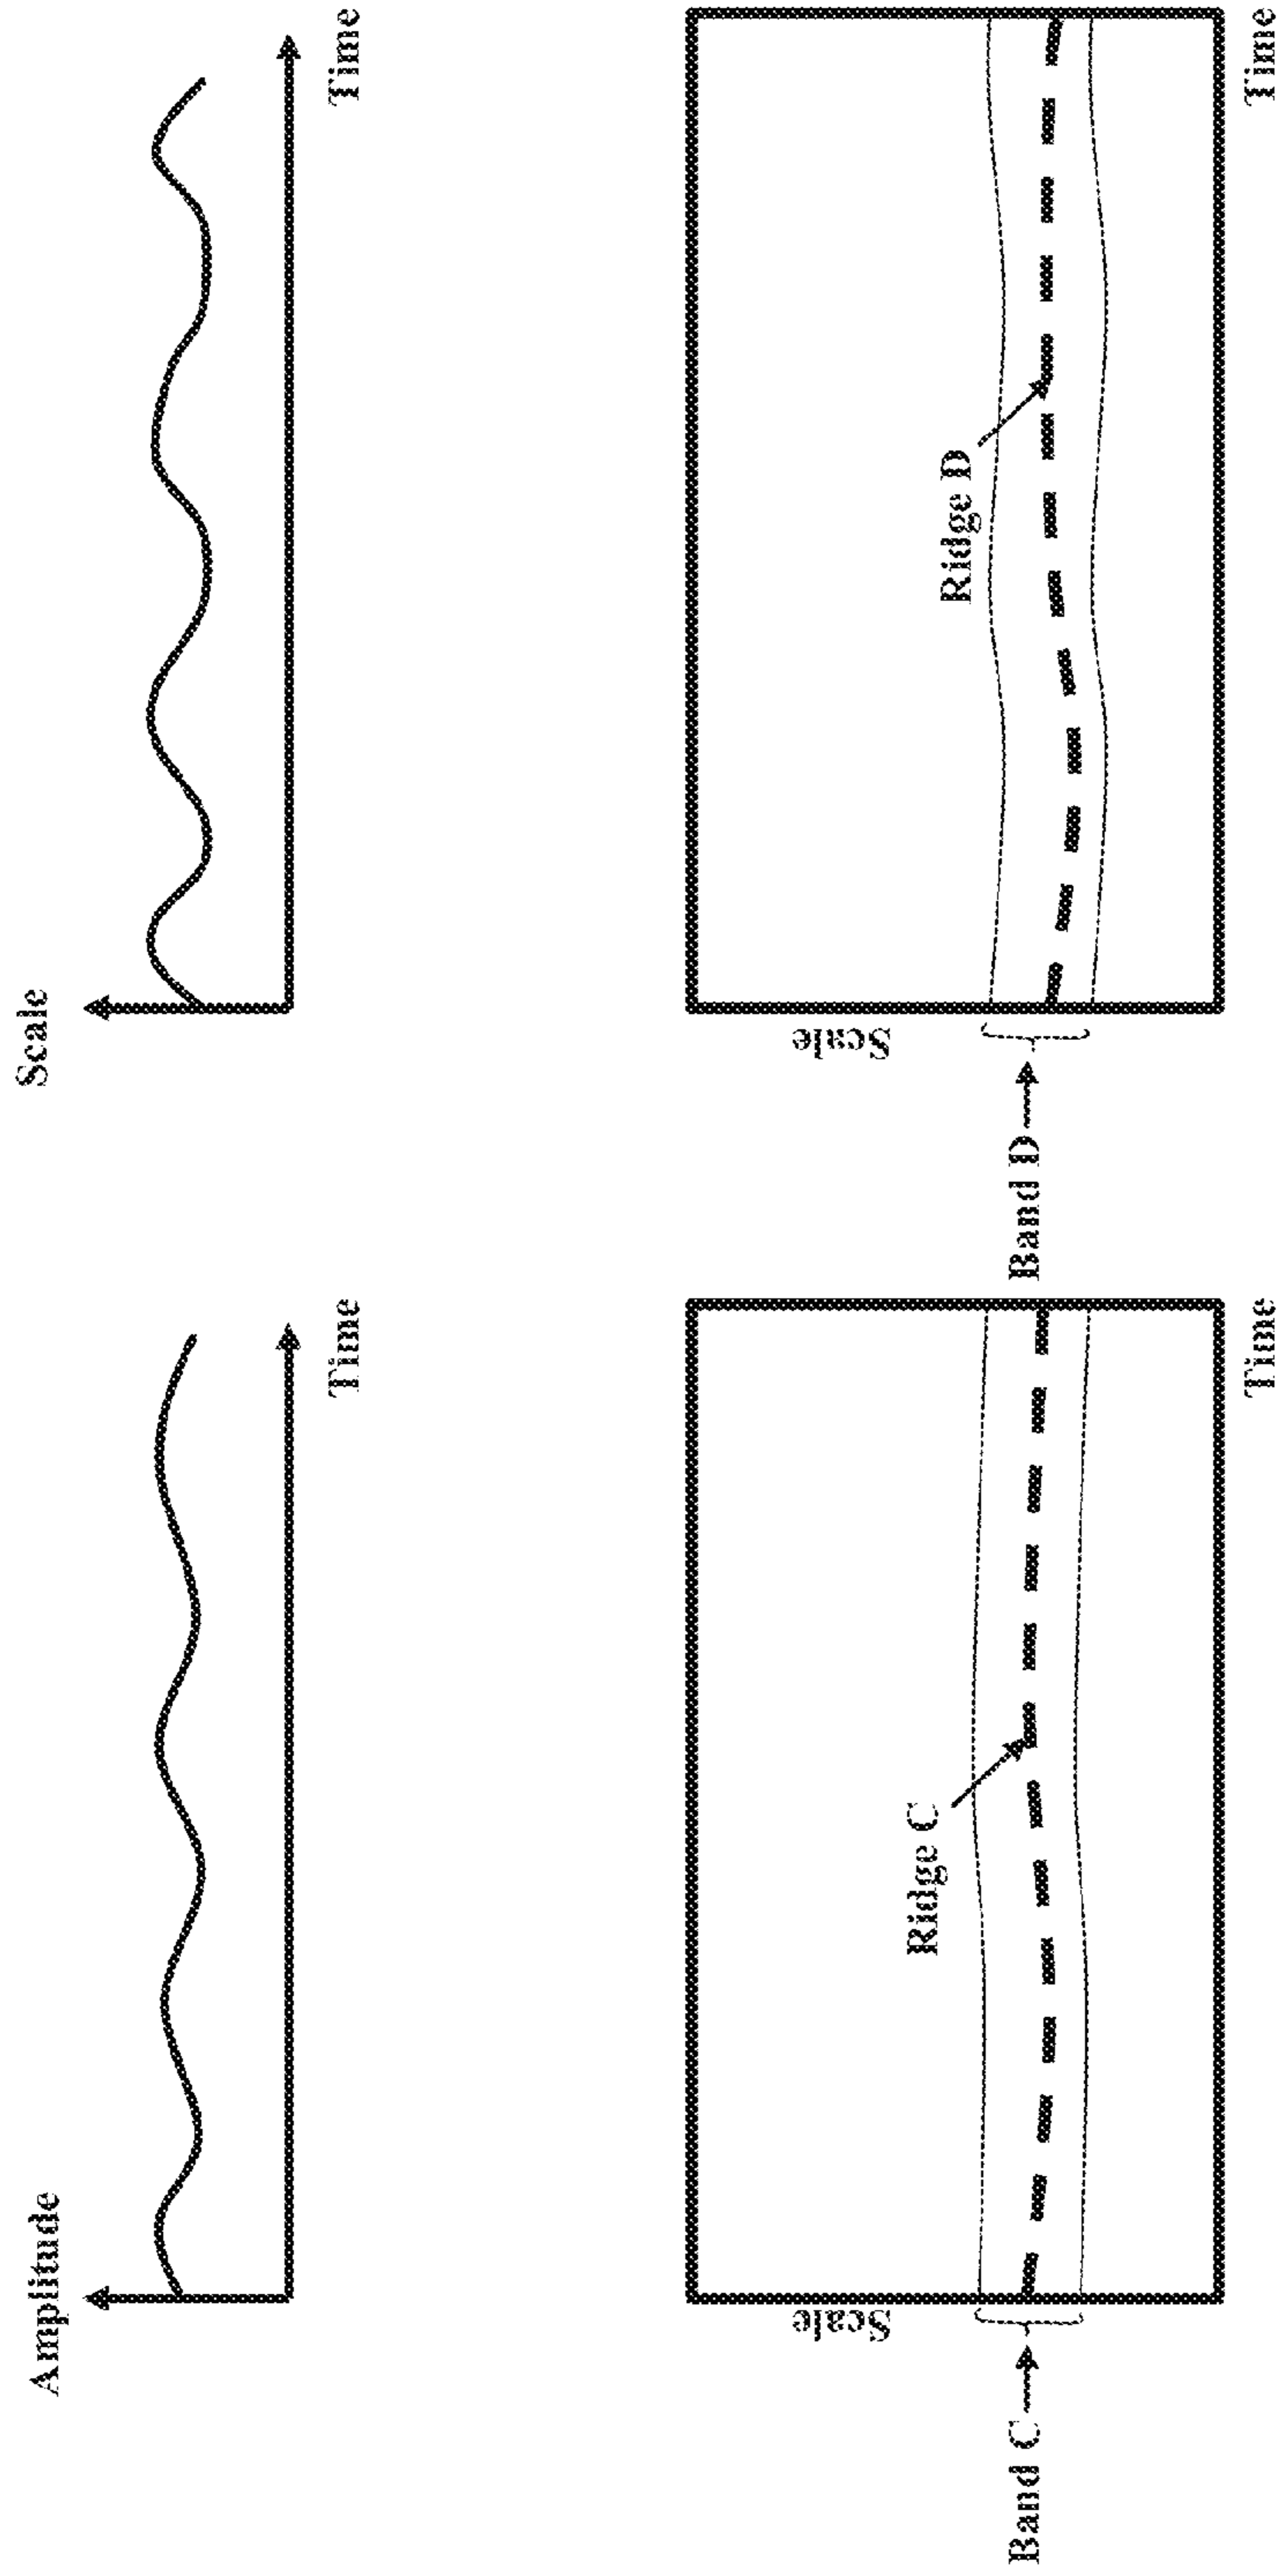 Amplitude
Time
Scale
Time
Scale
Ridge C
Band C
Time
Scale
Ridge D
Band D
Time